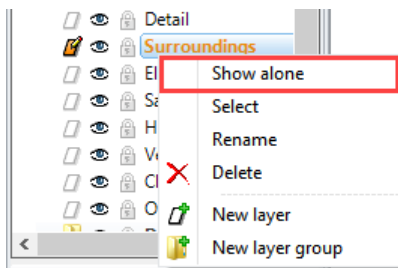 Detail
Surroundings
Show alone
Select
Rename
Delete
New layer
New layer group